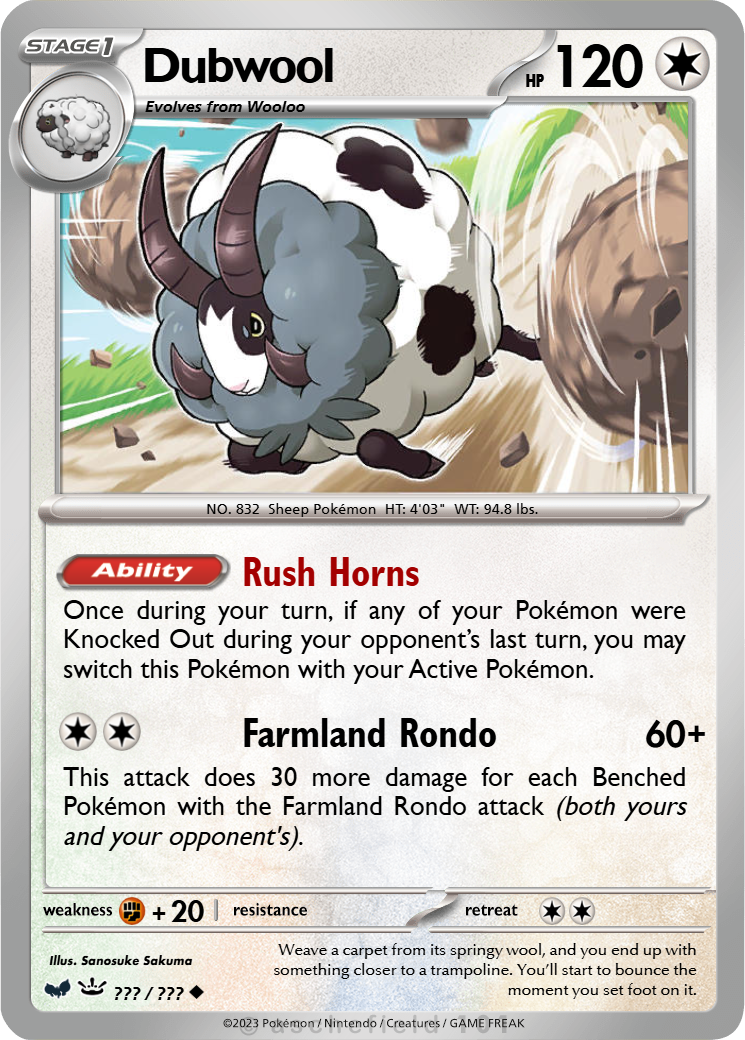 STAGE1
Dubwool
HP 120
Evolves from Wooloo
NO. 832 Sheep Pokémon HT: 4'03" WT: 94.8 lbs.
Ability Rush Horns
Once during your turn, if any of your Pokémon were
Knocked Out during your opponent’s last turn, you may
switch this Pokémon with your Active Pokémon.
Farmland Rondo 60+
This attack does 30 more damage for each Benched
Pokémon with the Farmland Rondo attack (both yours
and your opponent's).
weakness + 20 resistance retreat
Illus. Sanosuke Sakuma
??? / ???
Weave a carpet from its springy wool, and you end up with
something closer to a trampoline. You’ll start to bounce the
moment you set foot on it.
©2023 Pokémon / Nintendo / Creatures / GAME FREAK